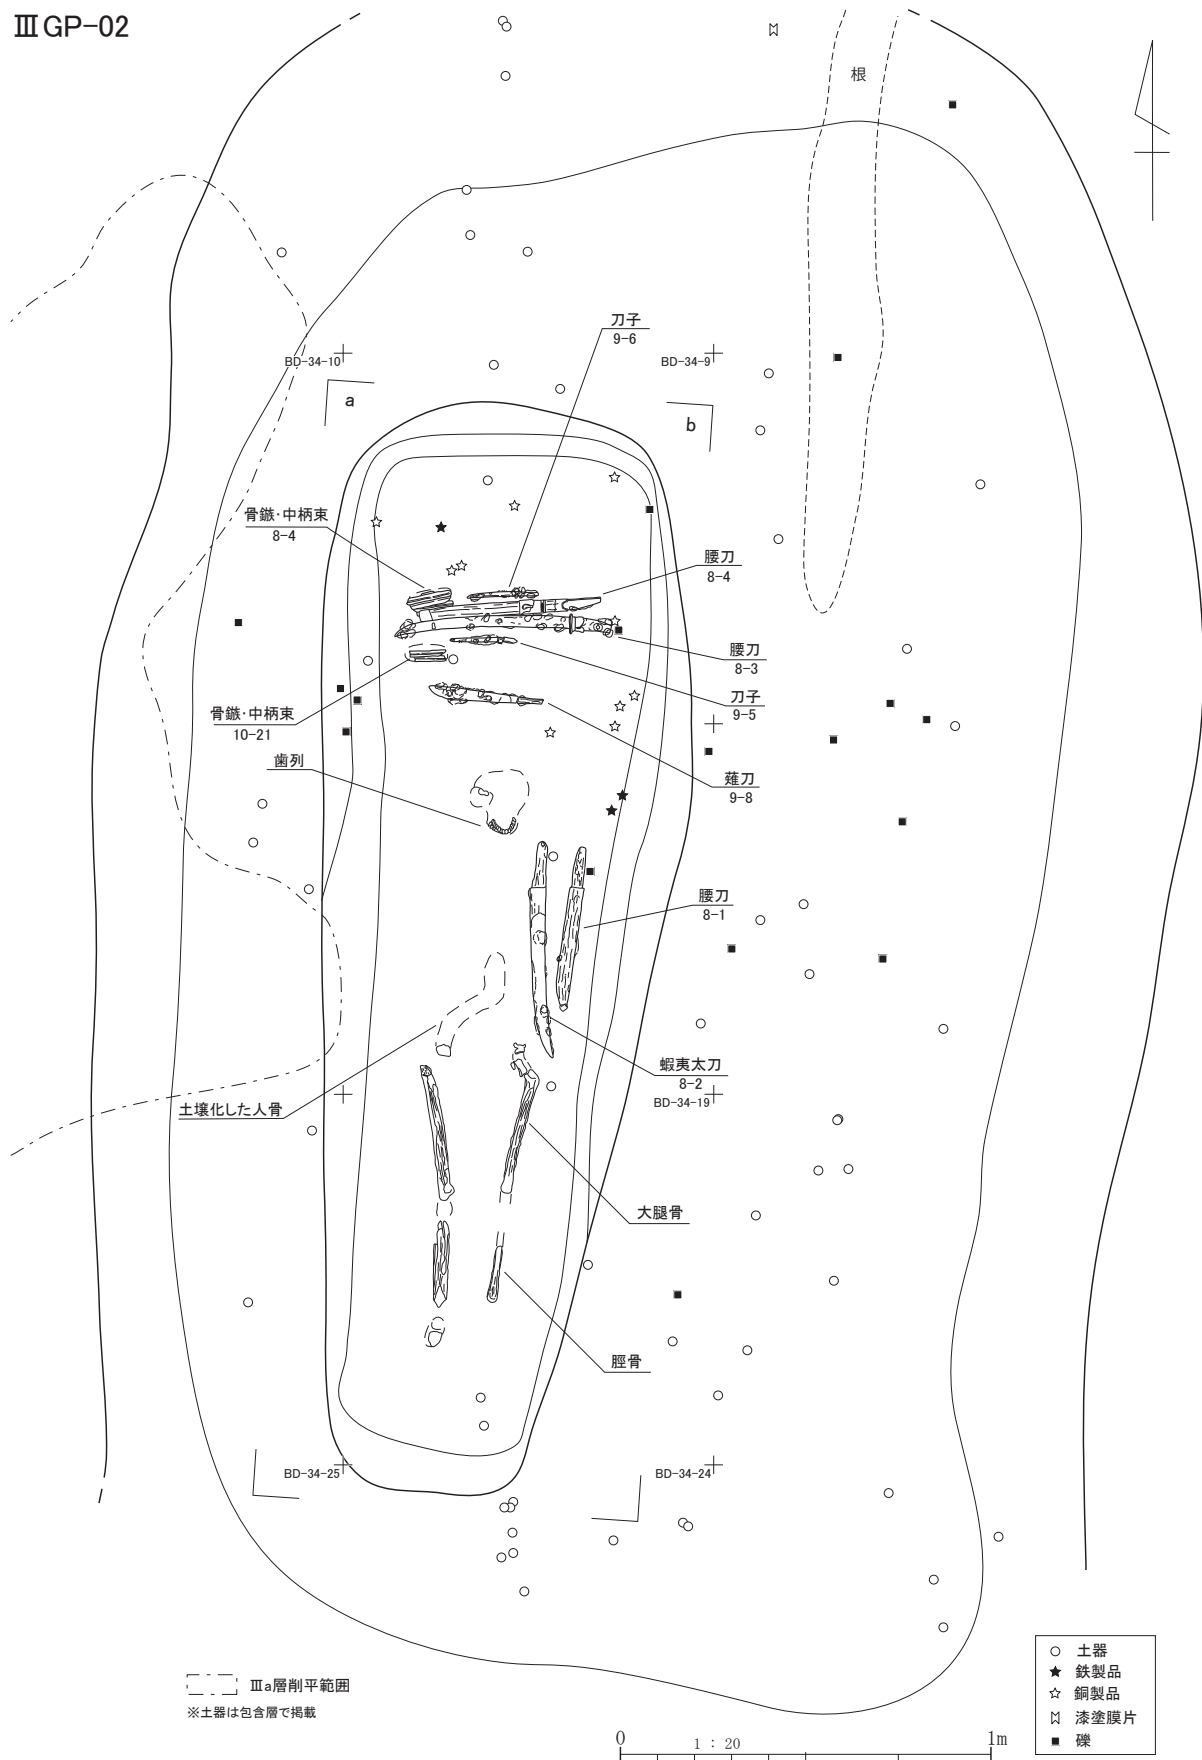 ⅢGP-02
根
刀子
9-6
BD-34-10
BD-34-9
a
b
骨鏃・中柄束
8-4
腰刀
8-4
腰刀
8-3
刀子
9-5
骨鏃・中柄束
10-21
歯列
薙刀
9-8
腰刀
8-1
蝦夷太刀
8-2
BD-34-19
土壌化した人骨
大腿骨
脛骨
BD-34-25
BD-34-24
Ⅲa層削平範囲
※土器は包含層で掲載
土器
鉄製品
銅製品
漆塗膜片
礫
0
1：20
1m